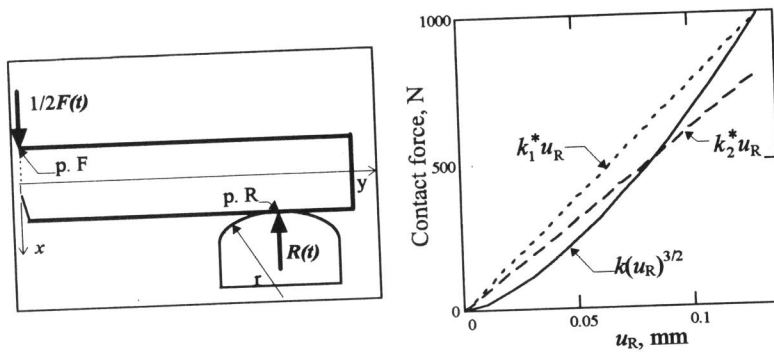 1/2F(t)
p. F
y
p. R
x
R(t)
r
Contact force, N
1000
500
0
k₁*uR
k₂*uR
k(uR)³/²
0
0.05
0.1
uR, mm